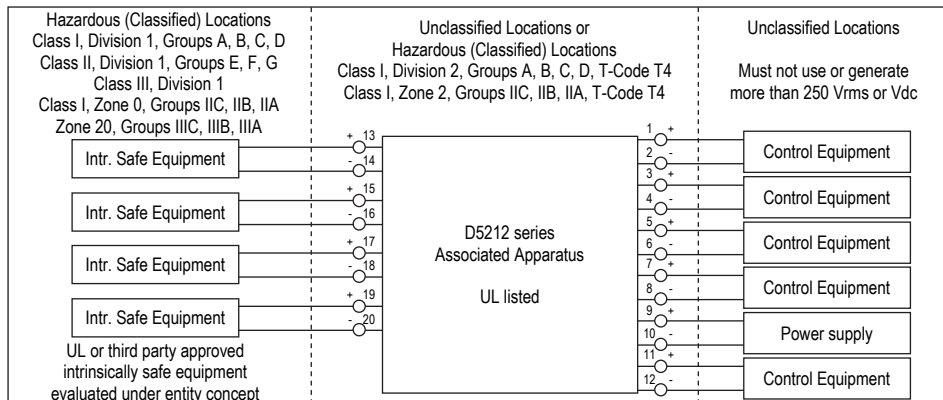 Hazardous (Classified) Locations
Class I, Division 1, Groups A, B, C, D
Class II, Division 1, Groups E, F, G
Class III, Division 1
Class I, Zone 0, Groups IIC, IIB, IIA
Zone 20, Groups IIIC, IIIB, IIIA
+ 13
- 14
Intr. Safe Equipment
+ 15
- 16
Intr. Safe Equipment
+ 17
- 18
Intr. Safe Equipment
+ 19
- 20
Intr. Safe Equipment
UL or third party approved
intrinsically safe equipment
evaluated under entity concept
Unclassified Locations or
Hazardous (Classified) Locations
Class I, Division 2, Groups A, B, C, D, T-Code T4
Class I, Zone 2, Groups IIC, IIB, IIA, T-Code T4
D5212 series
Associated Apparatus
UL listed
Unclassified Locations
Must not use or generate
more than 250 Vrms or Vdc
1 +
2 -
Control Equipment
3 +
4 -
Control Equipment
5 +
6 -
Control Equipment
7 +
8 -
Control Equipment
9 +
10 -
Power supply
11 +
12 -
Control Equipment